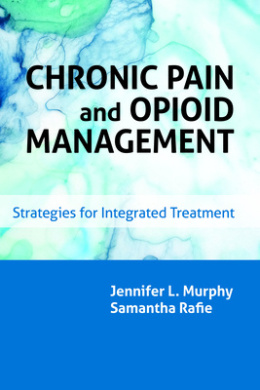 CHRONIC PAIN
and OPIOID
MANAGEMENT
Strategies for Integrated Treatment
Jennifer L. Murphy
Samantha Rafie